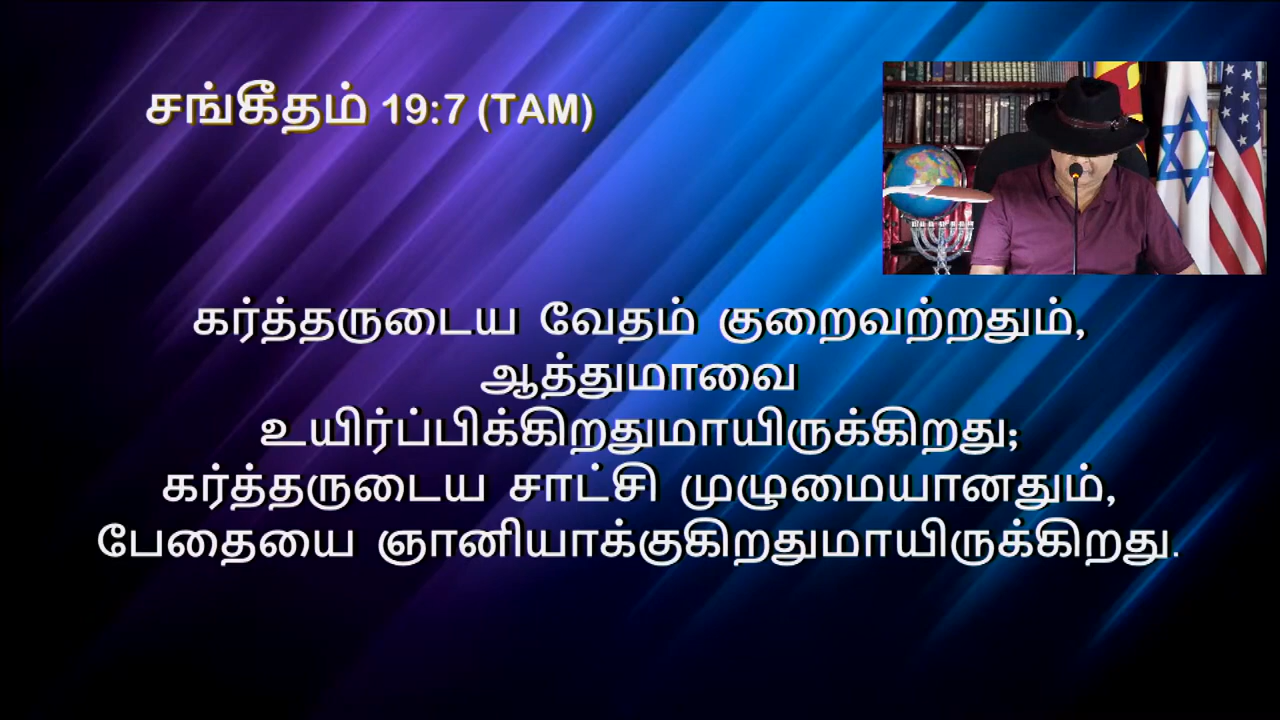 சங்கீதம் 19:7 (TAM)
கர்த்தருடைய வேதம் குறைவற்றதும்,
ஆத்துமாவை
உயிர்ப்பிக்கிறதுமாயிருக்கிறது;
கர்த்தருடைய சாட்சி முழுமையானதும்,
பேதையை ஞானியாக்குகிறதுமாயிருக்கிறது.